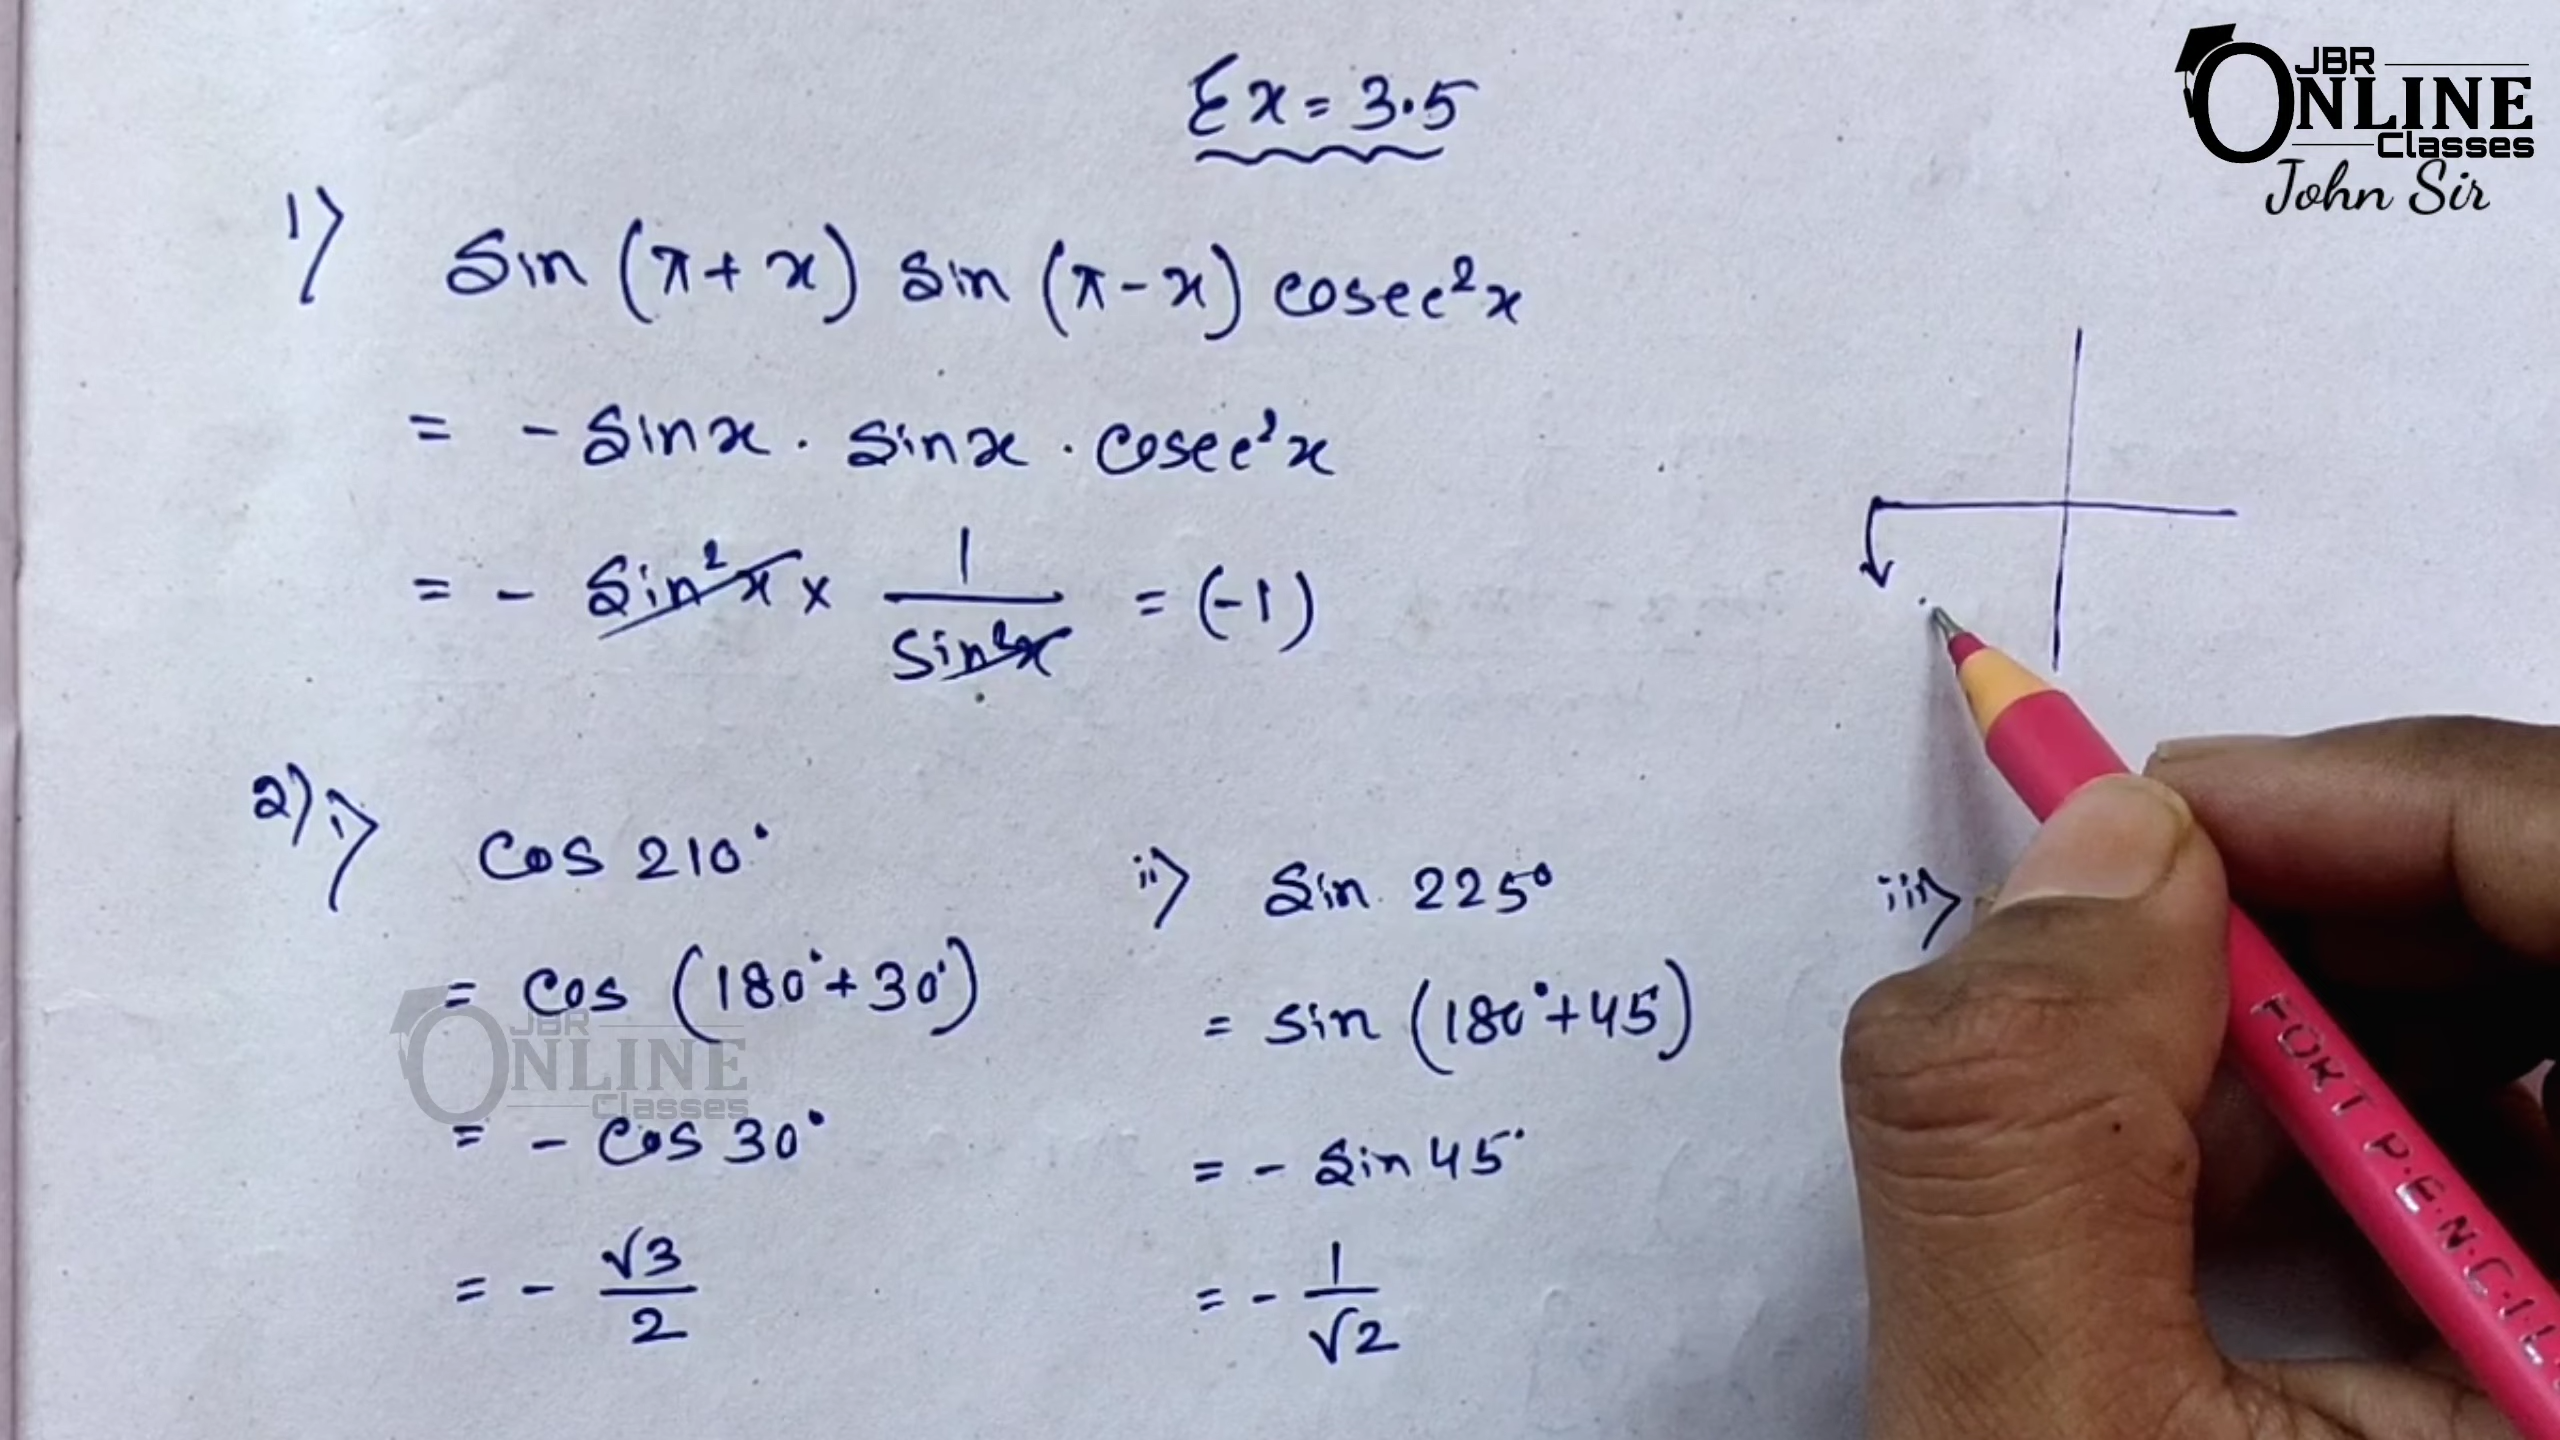 JBR
ONLINE
Classes
John Sir
Ex = 3.5
1) Sin (π+x) sin (π-x) cosec²x
= - sinx . sinx . cosec²x
= - Sin²x × 1/sin²x = (-1)
2) i) cos 210°
= cos (180°+30°)
= - cos 30°
= - √3/2
ii) Sin 225°
= sin (180°+45)
= - sin 45°
= - 1/√2
iii)
JBR
ONLINE
Classes
FOKT P.E.N.C.I.L